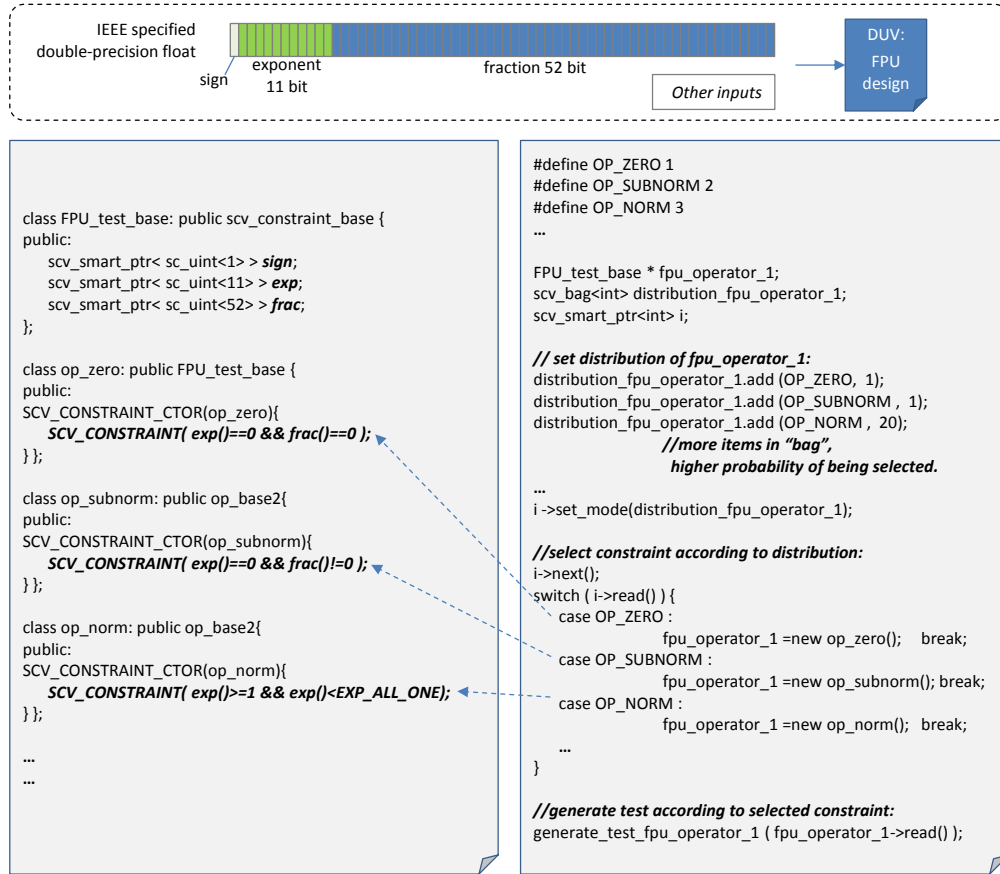 IEEE specified
double-precision float
sign
exponent
11 bit
fraction 52 bit
Other inputs
DUV:
FPU
design
class FPU_test_base: public scv_constraint_base {
public:
scv_smart_ptr< sc_uint<1> > sign;
scv_smart_ptr< sc_uint<11> > exp;
scv_smart_ptr< sc_uint<52> > frac;
};
class op_zero: public FPU_test_base {
public:
SCV_CONSTRAINT_CTOR(op_zero){
SCV_CONSTRAINT( exp()==0 && frac()==0 );
} };
class op_subnorm: public op_base2{
public:
SCV_CONSTRAINT_CTOR(op_subnorm){
SCV_CONSTRAINT( exp()==0 && frac()!=0 );
} };
class op_norm: public op_base2{
public:
SCV_CONSTRAINT_CTOR(op_norm){
SCV_CONSTRAINT( exp()>=1 && exp()<EXP_ALL_ONE);
} };
...
...
#define OP_ZERO 1
#define OP_SUBNORM 2
#define OP_NORM 3
...
FPU_test_base * fpu_operator_1;
scv_bag<int> distribution_fpu_operator_1;
scv_smart_ptr<int> i;
// set distribution of fpu_operator_1:
distribution_fpu_operator_1.add (OP_ZERO, 1);
distribution_fpu_operator_1.add (OP_SUBNORM , 1);
distribution_fpu_operator_1.add (OP_NORM , 20);
//more items in “bag”,
higher probability of being selected.
...
i ->set_mode(distribution_fpu_operator_1);
//select constraint according to distribution:
i->next();
switch ( i->read() ) {
case OP_ZERO :
fpu_operator_1 =new op_zero(); break;
case OP_SUBNORM :
fpu_operator_1 =new op_subnorm(); break;
case OP_NORM :
fpu_operator_1 =new op_norm(); break;
...
}
//generate test according to selected constraint:
generate_test_fpu_operator_1 ( fpu_operator_1->read() );